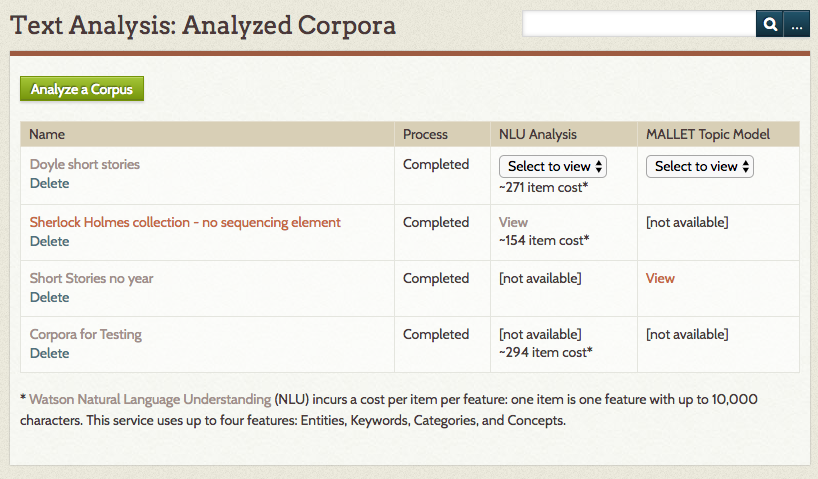 Text Analysis: Analyzed Corpora
...
Analyze a Corpus
Name Process NLU Analysis MALLET Topic Model
Doyle short stories Completed Select to view Select to view
Delete ~271 item cost*
Sherlock Holmes collection - no sequencing element Completed View [not available]
Delete ~154 item cost*
Short Stories no year Completed [not available] View
Delete
Corpora for Testing Completed [not available] [not available]
Delete ~294 item cost*
* Watson Natural Language Understanding (NLU) incurs a cost per item per feature: one item is one feature with up to 10,000
characters. This service uses up to four features: Entities, Keywords, Categories, and Concepts.